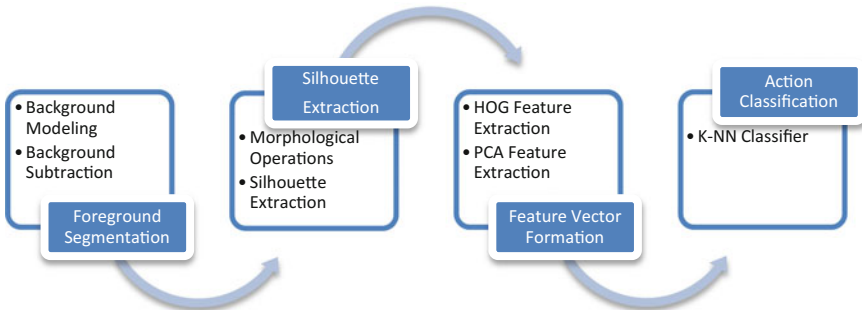 • Background
Modeling
• Background
Subtraction
Foreground
Segmentation
Silhouette
Extraction
• Morphological
Operations
• Silhouette
Extraction
• HOG Feature
Extraction
• PCA Feature
Extraction
Feature Vector
Formation
Action
Classification
• K-NN Classifier